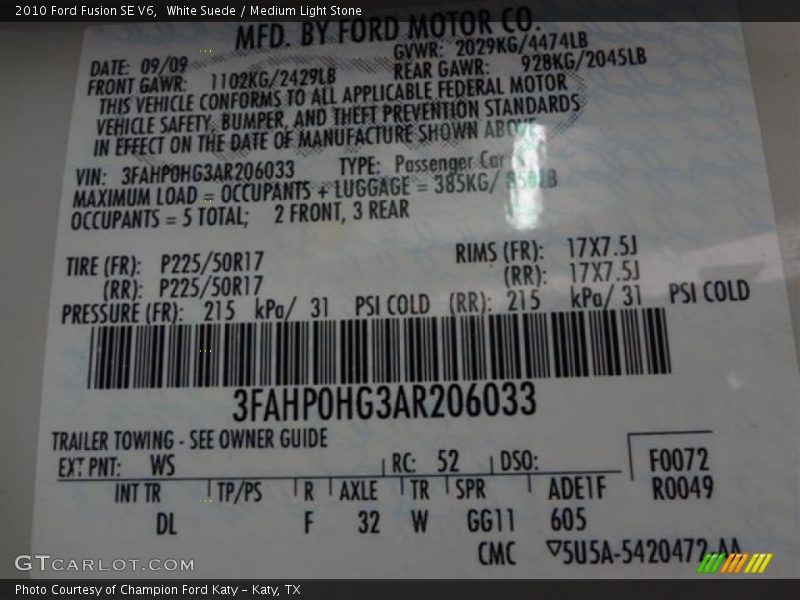 2010 Ford Fusion SE V6, White Suede / Medium Light Stone
MFD. BY FORD MOTOR CO.
DATE: 09/09 GVWR: 2029KG/4474LB
FRONT GAWR: 1102KG/2429LB REAR GAWR: 928KG/2045LB
THIS VEHICLE CONFORMS TO ALL APPLICABLE FEDERAL MOTOR
VEHICLE SAFETY, BUMPER, AND THEFT PREVENTION STANDARDS
IN EFFECT ON THE DATE OF MANUFACTURE SHOWN ABOVE
VIN: 3FAHP0HG3AR206033 TYPE: Passenger Car
MAXIMUM LOAD = OCCUPANTS + LUGGAGE = 385KG/ 850LB
OCCUPANTS = 5 TOTAL; 2 FRONT, 3 REAR
TIRE (FR): P225/50R17 RIMS (FR): 17X7.5J
(RR): P225/50R17 (RR): 17X7.5J
PRESSURE (FR): 215 kPa/ 31 PSI COLD (RR): 215 kPa/ 31 PSI COLD
3FAHP0HG3AR206033
TRAILER TOWING - SEE OWNER GUIDE
EXT PNT: WS RC: 52 DSO: F0072
INT TR TP/PS R AXLE TR SPR ADE1F R0049
DL F 32 W GG11 605
CMC ▽5U5A-5420472-AA
GTCARLOT.COM
Photo Courtesy of Champion Ford Katy - Katy, TX